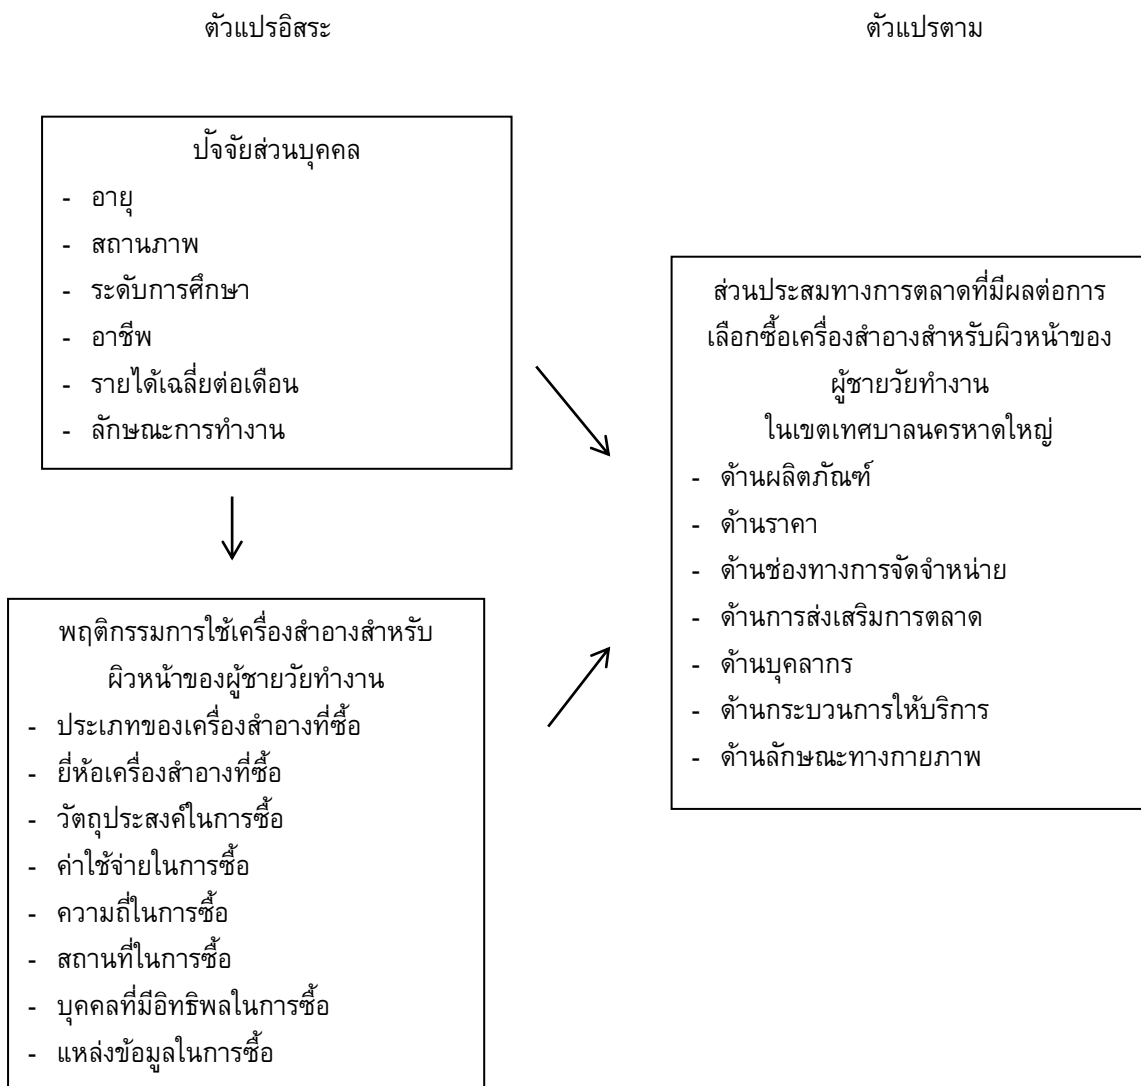 ตัวแปรอิสระ
ตัวแปรตาม
ปัจจัยส่วนบุคคล
- อายุ
- สถานภาพ
- ระดับการศึกษา
- อาชีพ
- รายได้เฉลี่ยต่อเดือน
- ลักษณะการทำงาน
พฤติกรรมการใช้เครื่องสำอางสำหรับ
ผิวหน้าของผู้ชายวัยทำงาน
- ประเภทของเครื่องสำอางที่ซื้อ
- ยี่ห้อเครื่องสำอางที่ซื้อ
- วัตถุประสงค์ในการซื้อ
- ค่าใช้จ่ายในการซื้อ
- ความถี่ในการซื้อ
- สถานที่ในการซื้อ
- บุคคลที่มีอิทธิพลในการซื้อ
- แหล่งข้อมูลในการซื้อ
ส่วนประสมทางการตลาดที่มีผลต่อการ
เลือกซื้อเครื่องสำอางสำหรับผิวหน้าของ
ผู้ชายวัยทำงาน
ในเขตเทศบาลนครหาดใหญ่
- ด้านผลิตภัณฑ์
- ด้านราคา
- ด้านช่องทางการจัดจำหน่าย
- ด้านการส่งเสริมการตลาด
- ด้านบุคลากร
- ด้านกระบวนการให้บริการ
- ด้านลักษณะทางกายภาพ